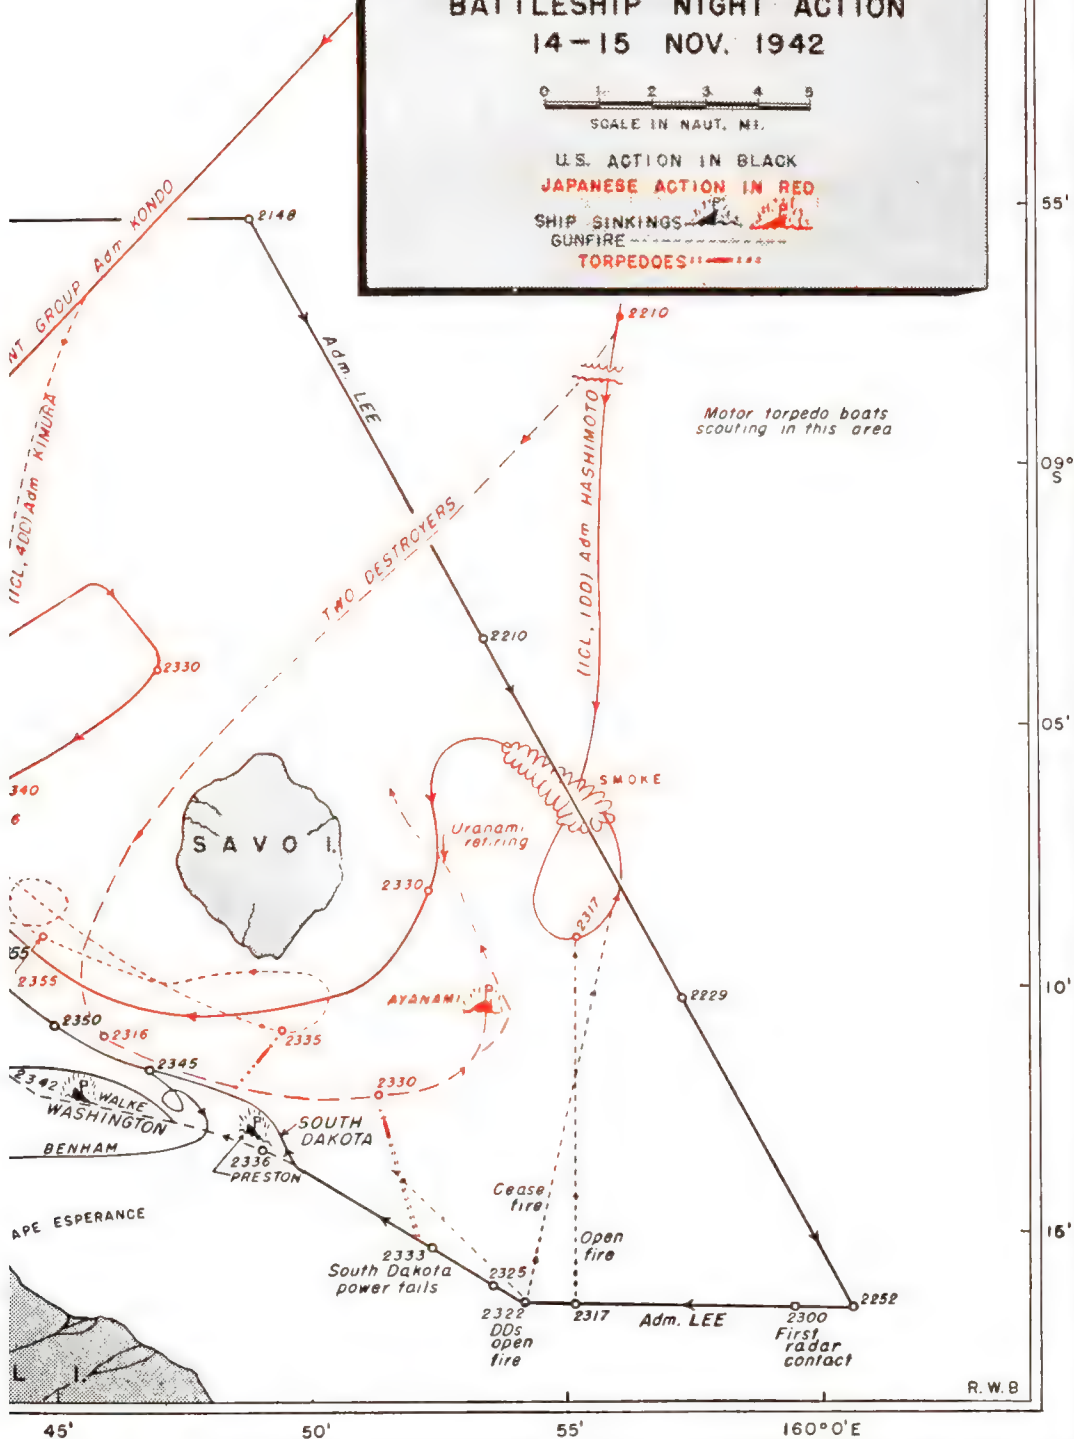 BATTLESHIP NIGHT ACTION
14-15 NOV. 1942
0 1 2 3 4 5
SCALE IN NAUT. MI.
U.S. ACTION IN BLACK
JAPANESE ACTION IN RED
SHIP SINKINGS
GUNFIRE
TORPEDOES
55'
2148
NT GROUP Adm KONDO
2210
Adm. LEE
(1CL, 4DD) Adm KIMURA
(1CL, 1DD) Adm HASHIMOTO
Motor torpedo boats
scouting in this area
09°
S
TWO DESTROYERS
2210
2330
05'
SMOKE
340
6
Uranami
retiring
SAVO I.
2330
2317
55
2355
AYANAMI
2229
10'
2350
2316
2335
2345
2330
2342
WALKE
WASHINGTON
SOUTH
DAKOTA
BENHAM
2336
PRESTON
Cease
fire
APE ESPERANCE
Open
fire
15'
2333
South Dakota
power fails
2325
2322
DDs
open
fire
2317
Adm. LEE
2300
First
radar
contact
2252
L I.
R.W.B
45'
50'
55'
160°0'E